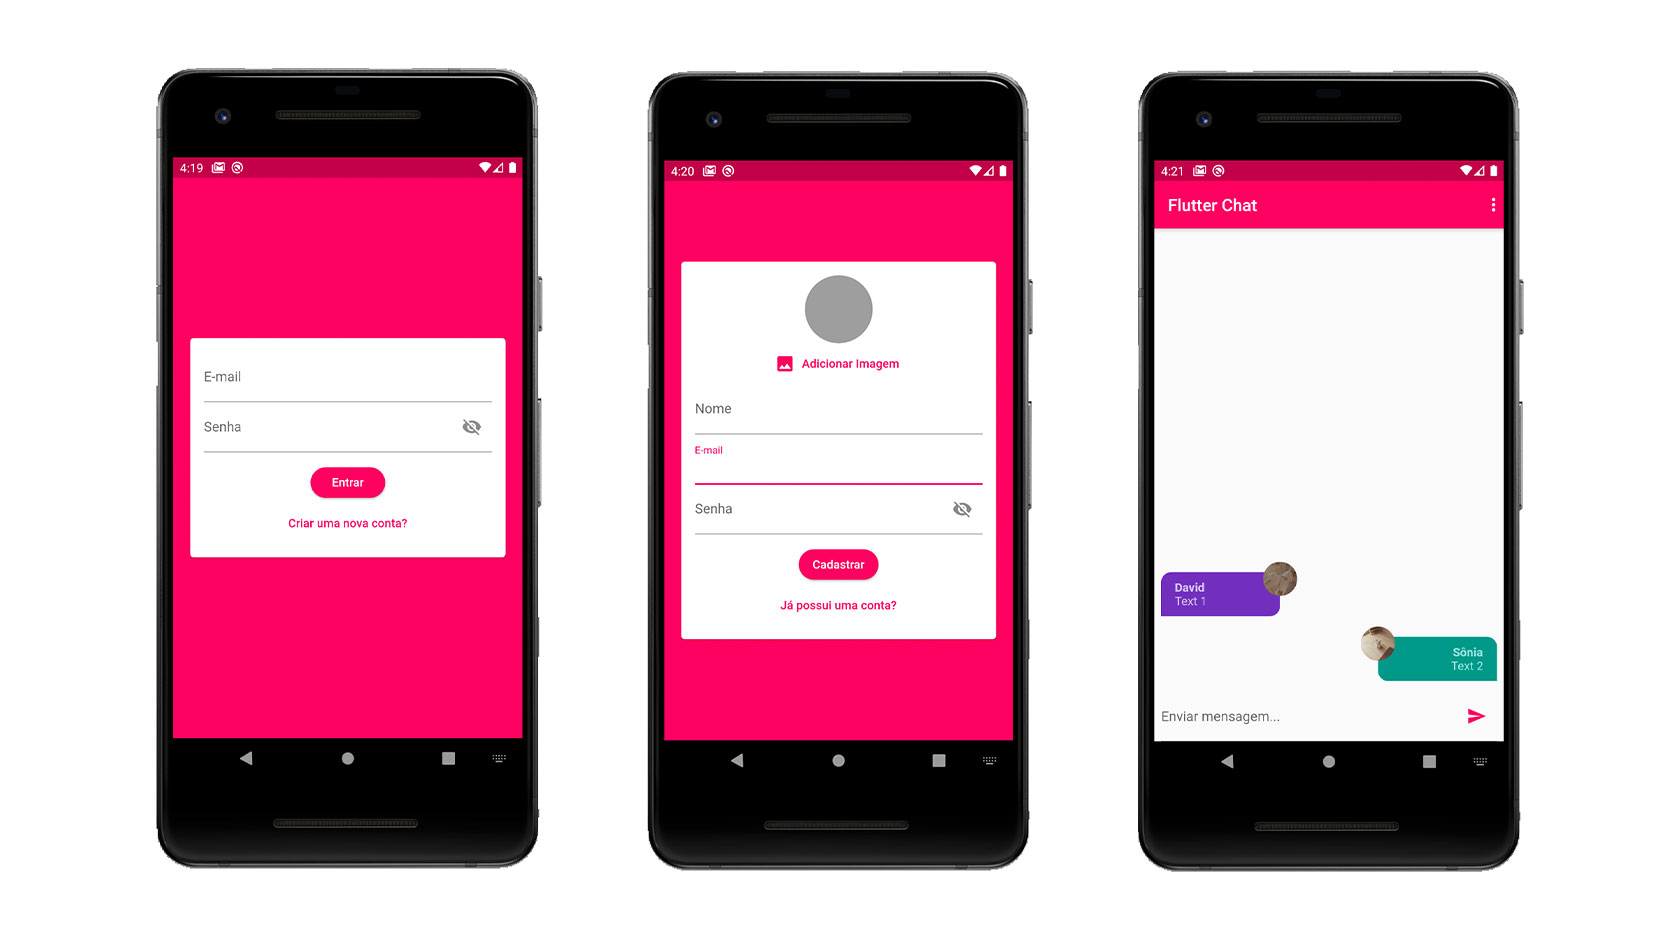 4:19
E-mail
Senha
Entrar
Criar uma nova conta?
4:20
Adicionar Imagem
Nome
E-mail
Senha
Cadastrar
Já possui uma conta?
4:21
Flutter Chat
David
Text 1
Sônia
Text 2
Enviar mensagem...